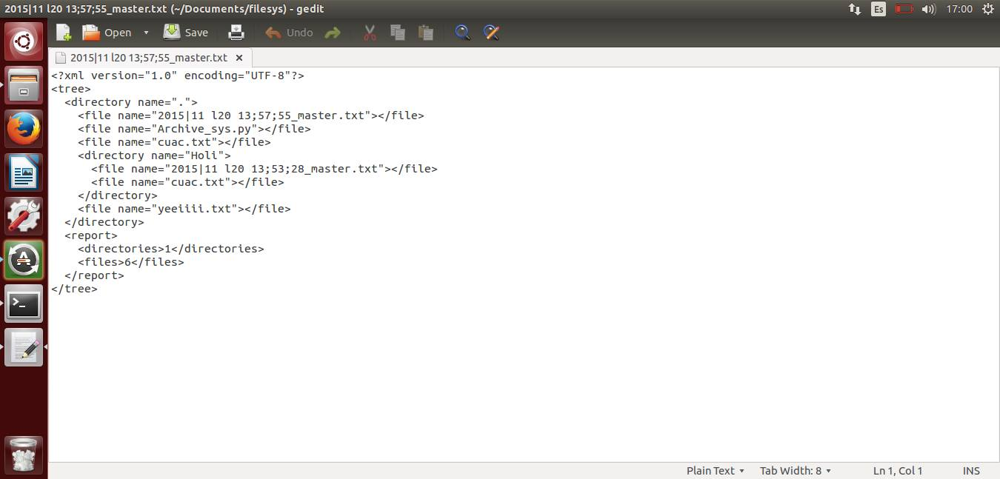 2015|11 l20 13;57;55_master.txt (~/Documents/filesys) - gedit
Es
17:00
Open
Save
Undo
2015|11 l20 13;57;55_master.txt
<?xml version="1.0" encoding="UTF-8"?>
<tree>
  <directory name=".">
    <file name="2015|11 l20 13;57;55_master.txt"></file>
    <file name="Archive_sys.py"></file>
    <file name="cuac.txt"></file>
    <directory name="Holi">
      <file name="2015|11 l20 13;53;28_master.txt"></file>
      <file name="cuac.txt"></file>
    </directory>
    <file name="yeeiiii.txt"></file>
  </directory>
  <report>
    <directories>1</directories>
    <files>6</files>
  </report>
</tree>
Plain Text
Tab Width: 8
Ln 1, Col 1
INS